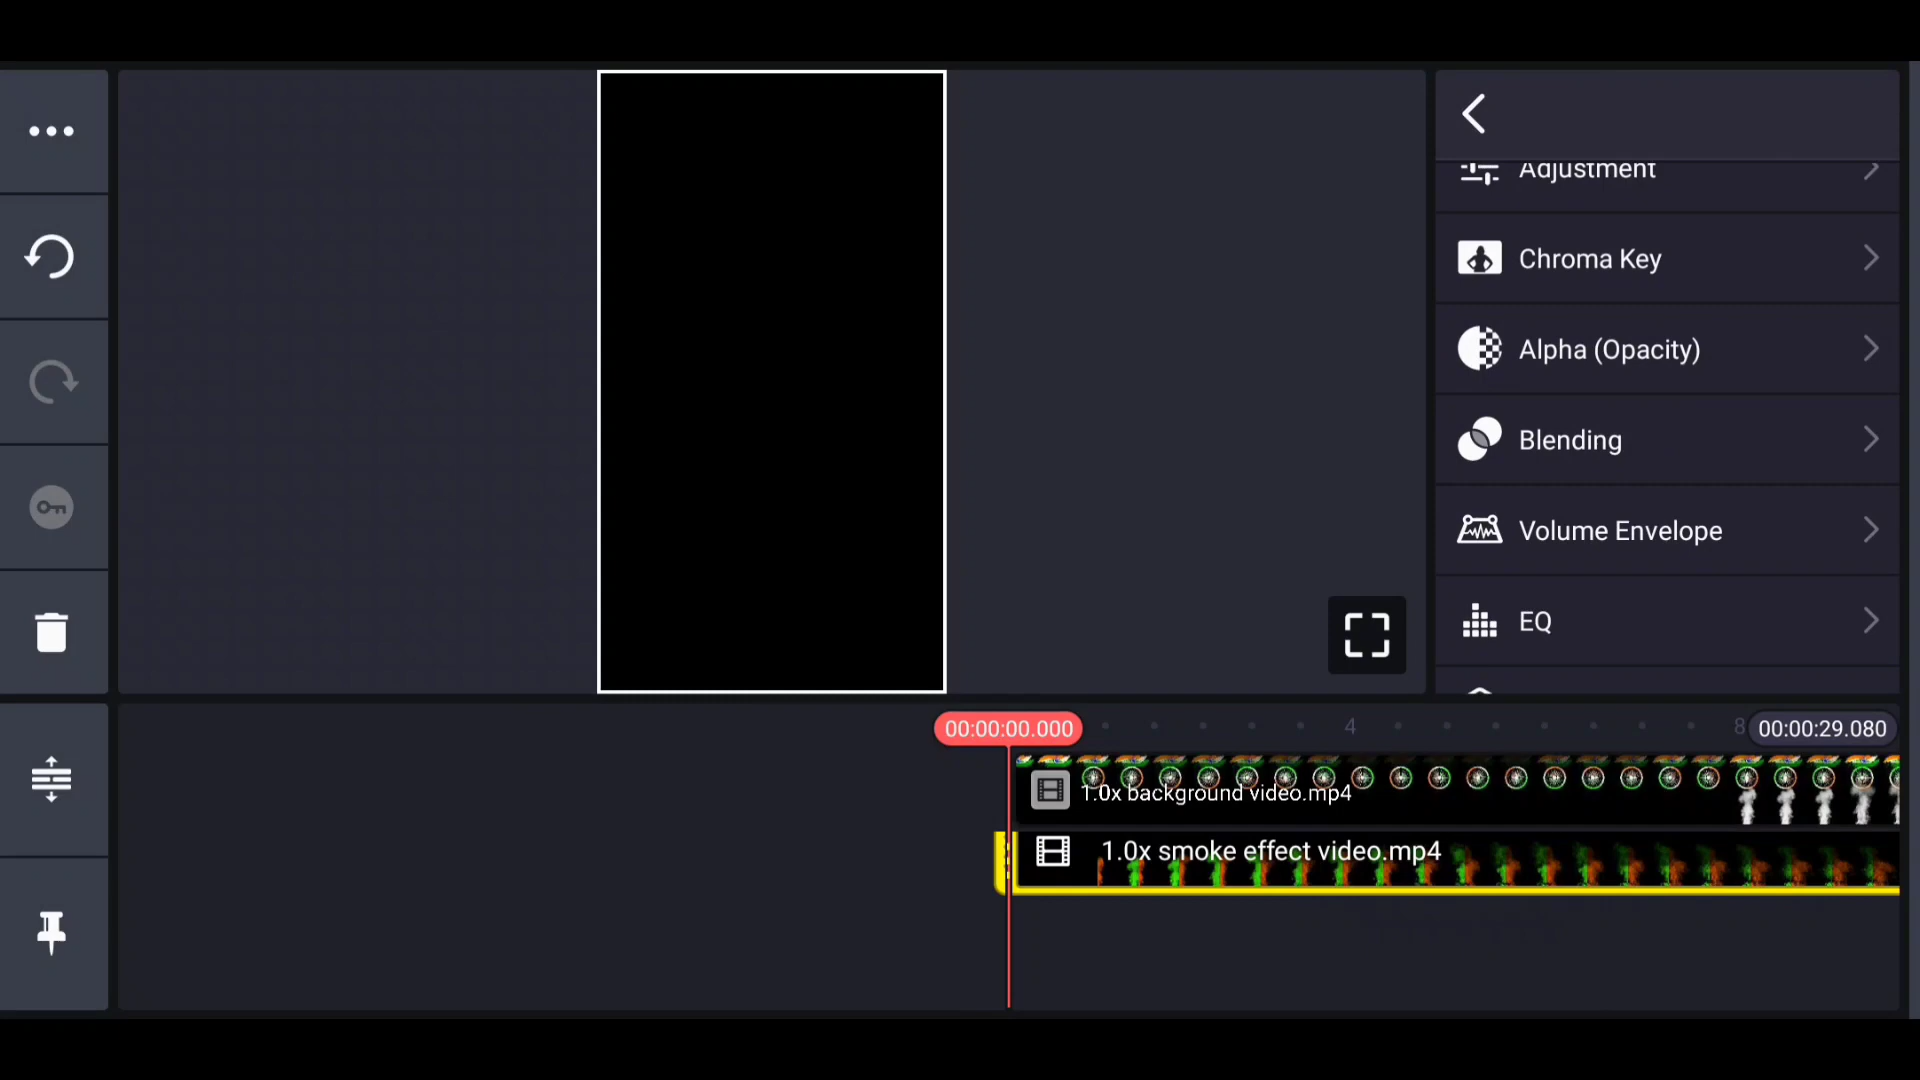 Adjustment
Chroma Key
Alpha (Opacity)
Blending
Volume Envelope
EQ
00:00:00.000
4
8
00:00:29.080
1.0x background video.mp4
1.0x smoke effect video.mp4